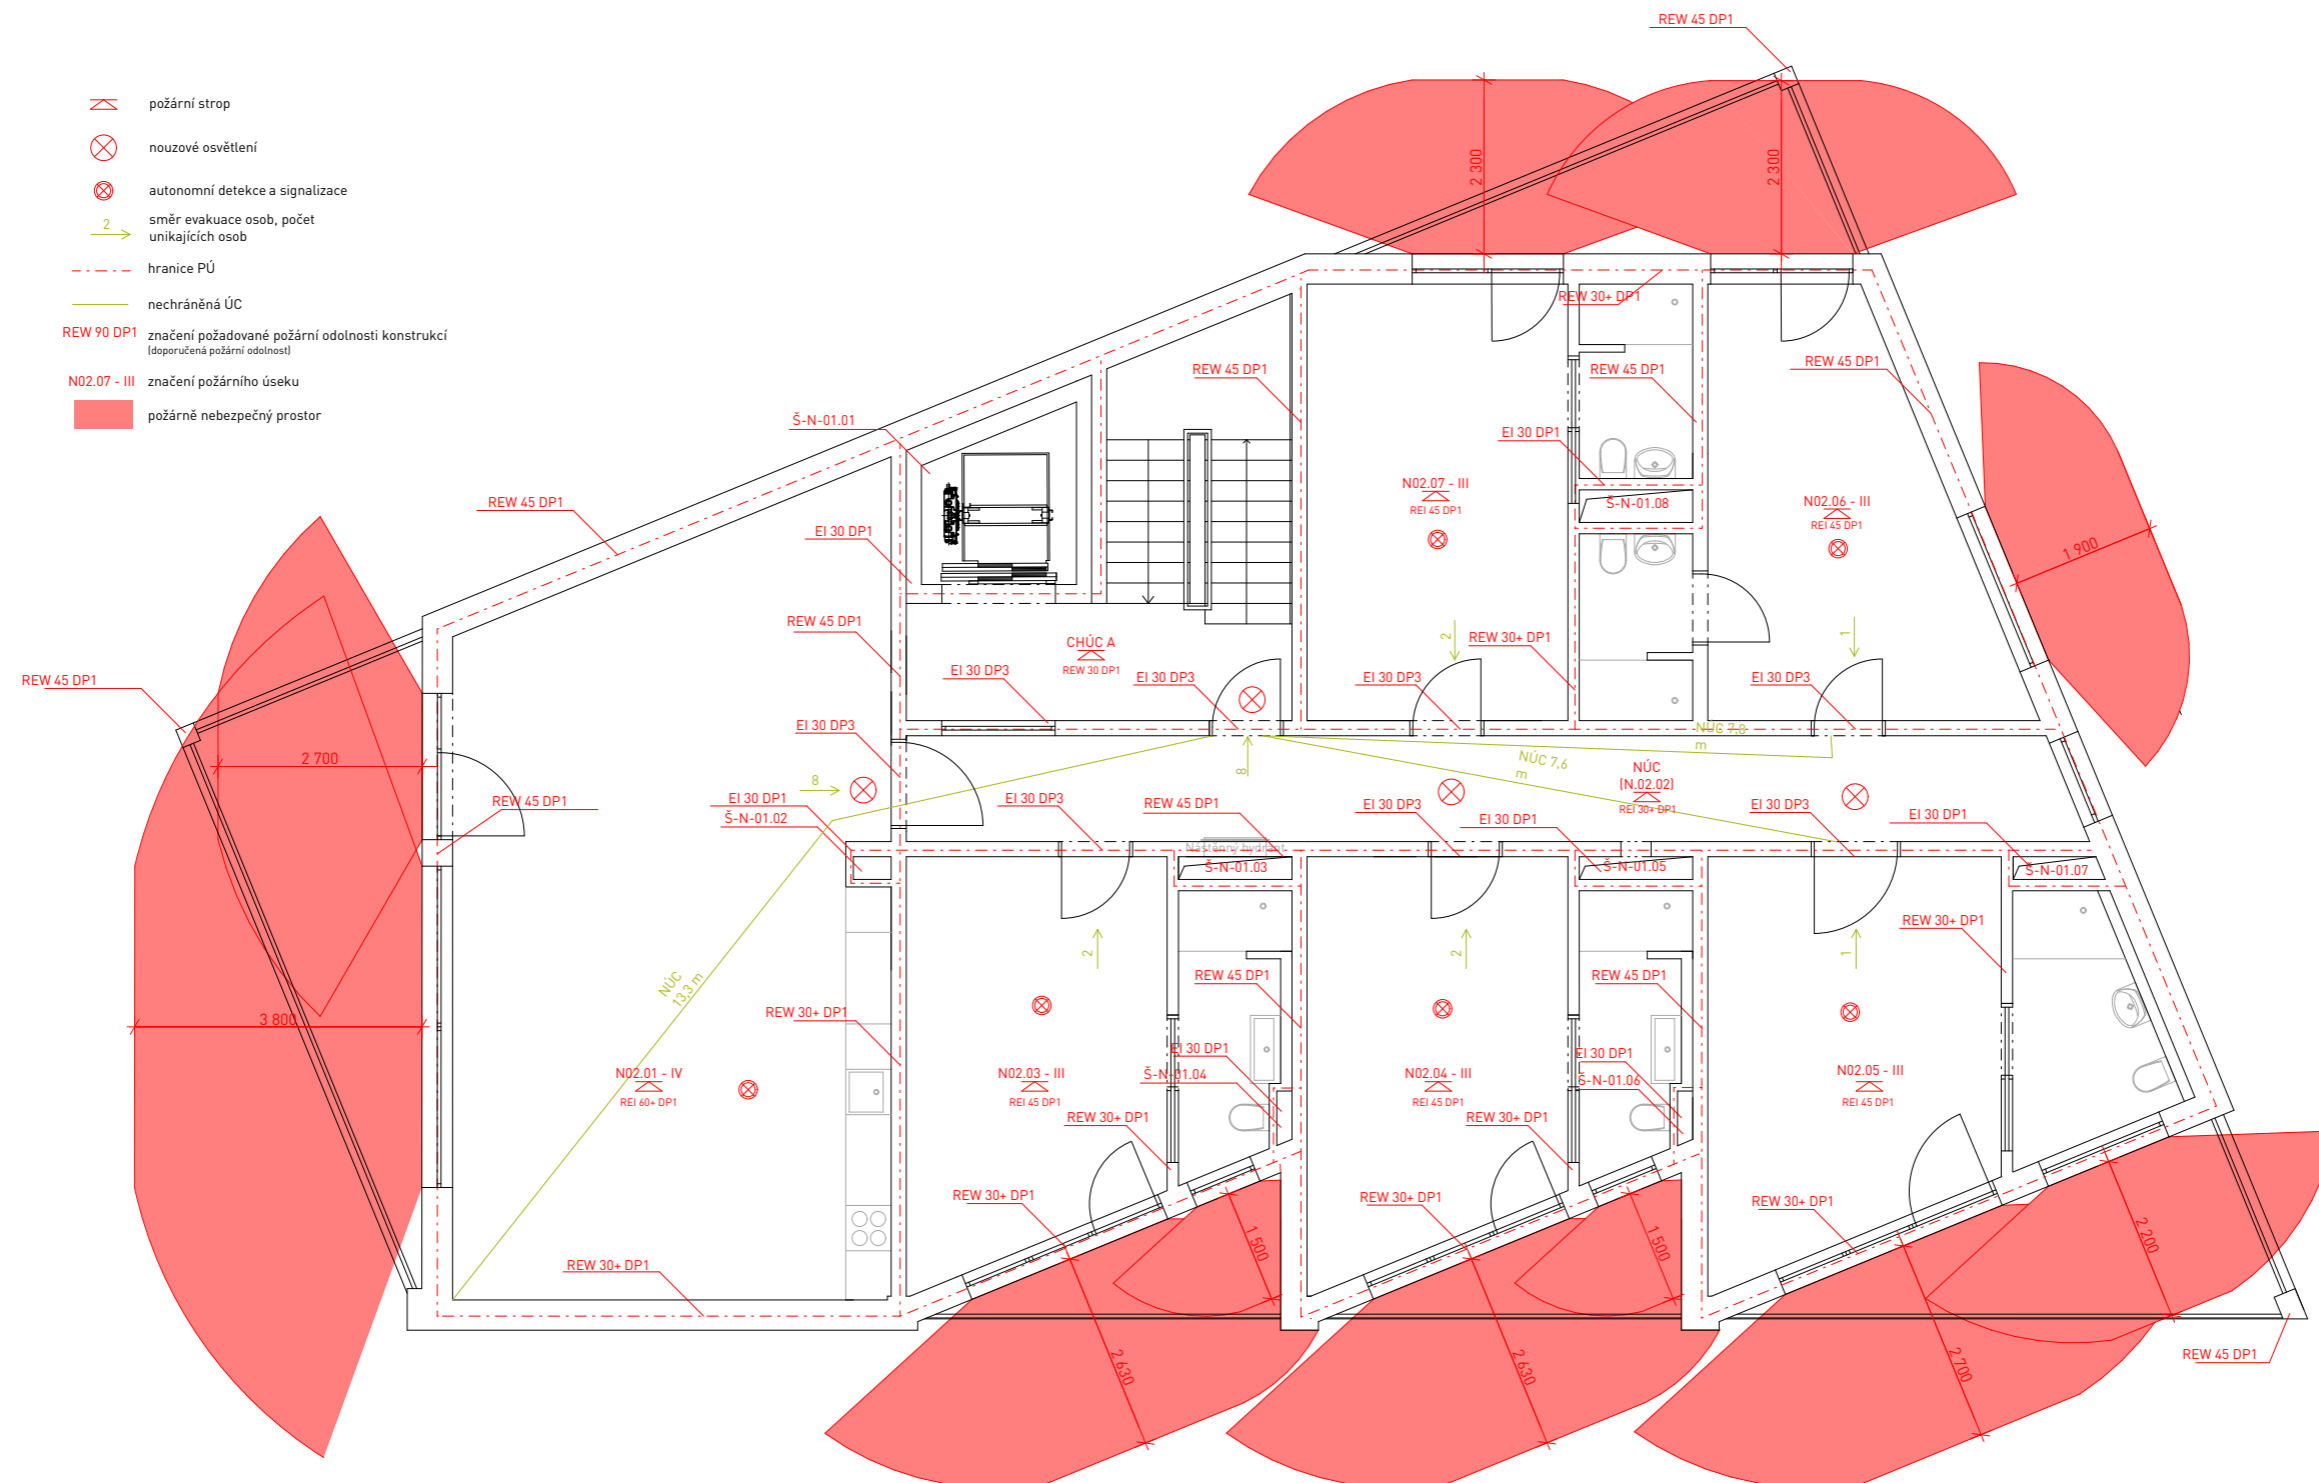 REW 45 DP1
požární strop
nouzové osvětlení
autonomní detekce a signalizace
2
směr evakuace osob, počet
unikajících osob
hranice PÚ
nechráněná ÚC
REW 90 DP1
značení požadované požární odolnosti konstrukcí
(doporučená požární odolnost)
N02.07 - III
značení požárního úseku
požárně nebezpečný prostor
2 300
2 300
REW 30+ DP1
REW 45 DP1
REW 45 DP1
REW 45 DP1
Š-N-01.01
EI 30 DP1
REW 45 DP1
N02.07 - III
REI 45 DP1
Š-N-01.08
N02.06 - III
REI 45 DP1
EI 30 DP1
1 900
REW 45 DP1
CHÚC A
REW 30 DP1
2
REW 30+ DP1
1
REW 45 DP1
EI 30 DP3
EI 30 DP3
EI 30 DP3
EI 30 DP3
EI 30 DP3
NÚC 7,8
m
2 700
NÚC 7,6
m
NÚC
(N.02.02)
REI 30+ DP1
8
8
REW 45 DP1
EI 30 DP1
Š-N-01.02
EI 30 DP3
REW 45 DP1
EI 30 DP3
EI 30 DP1
EI 30 DP3
EI 30 DP1
Nástěnný hydrant
Š-N-01.03
Š-N-01.05
Š-N-01.07
REW 30+ DP1
2
2
1
NÚC
13,3 m
REW 45 DP1
REW 45 DP1
3 800
REW 30+ DP1
EI 30 DP1
Š-N-01.04
EI 30 DP1
Š-N-01.06
N02.01 - IV
REI 60+ DP1
N02.03 - III
REI 45 DP1
N02.04 - III
REI 45 DP1
N02.05 - III
REI 45 DP1
REW 30+ DP1
REW 30+ DP1
REW 30+ DP1
REW 30+ DP1
REW 30+ DP1
1 500
1 500
2 200
REW 30+ DP1
2 630
2 630
2 700
REW 45 DP1